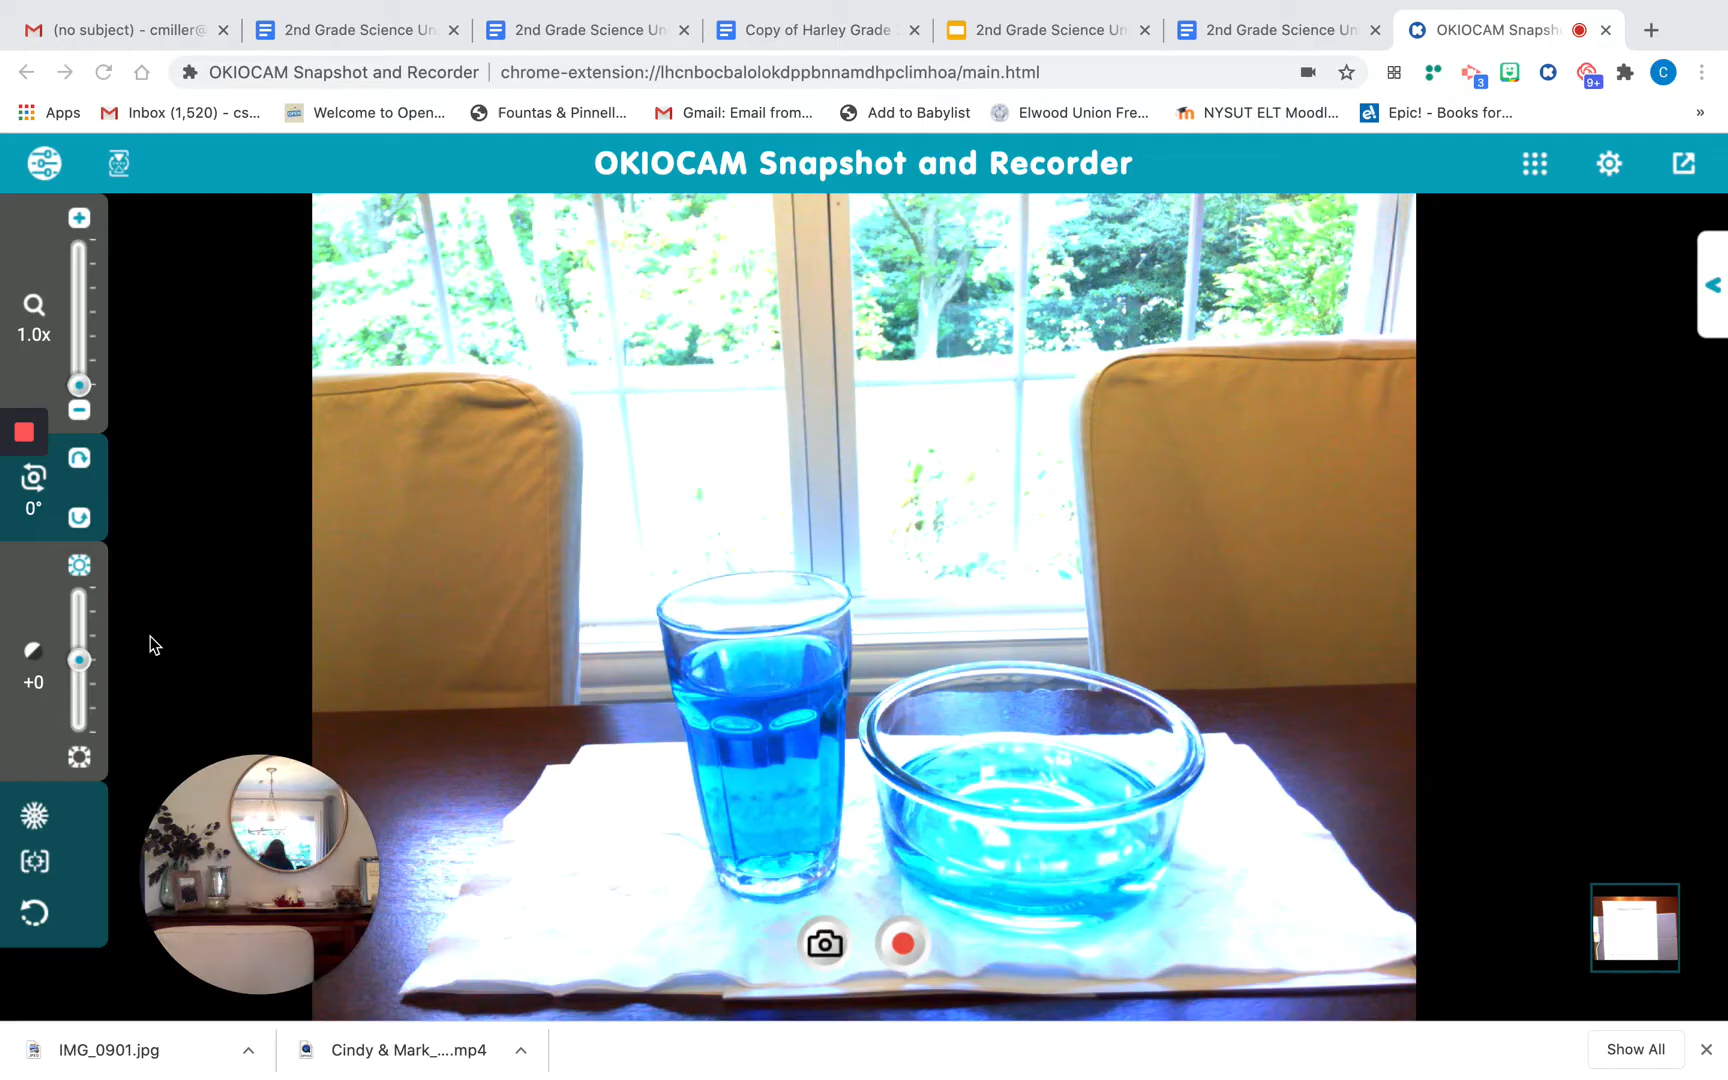 (no subject) - cmiller@
2nd Grade Science Un
2nd Grade Science Un
Copy of Harley Grade
2nd Grade Science Un
2nd Grade Science Un
OKIOCAM Snapsh
OKIOCAM Snapshot and Recorder
chrome-extension://lhcnbocbalolokdppbnnamdhpclimhoa/main.html
3
9+
C
Apps
Inbox (1,520) - cs...
Welcome to Open...
Fountas & Pinnell...
Gmail: Email from...
Add to Babylist
Elwood Union Fre...
NYSUT ELT Moodl...
Epic! - Books for...
»
OKIOCAM Snapshot and Recorder
1.0x
0°
+0
IMG_0901.jpg
Cindy & Mark_....mp4
Show All